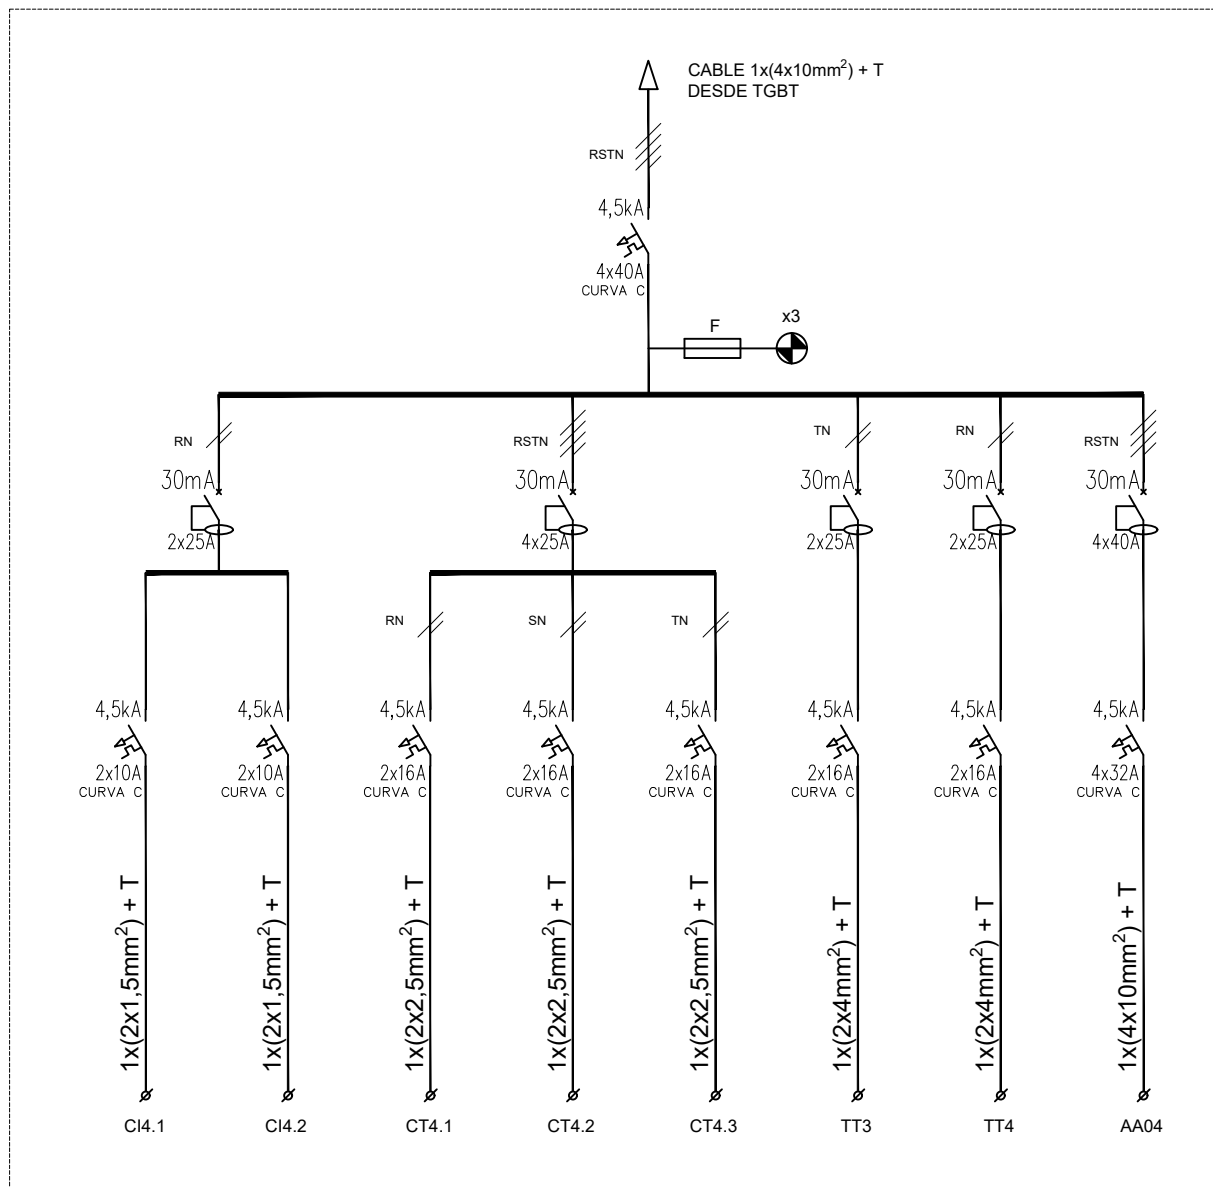 CABLE 1x(4x10mm²) + T
DESDE TGBT
RSTN
4,5kA
4x40A
CURVA C
F
x3
RN
RSTN
TN
RN
RSTN
30mA
30mA
30mA
30mA
30mA
2x25A
4x25A
2x25A
2x25A
4x40A
RN
SN
TN
4,5kA
4,5kA
4,5kA
4,5kA
4,5kA
4,5kA
4,5kA
4,5kA
2x10A
2x10A
2x16A
2x16A
2x16A
2x16A
2x16A
4x32A
CURVA C
CURVA C
CURVA C
CURVA C
CURVA C
CURVA C
CURVA C
CURVA C
1x(2x1,5mm²) + T
1x(2x1,5mm²) + T
1x(2x2,5mm²) + T
1x(2x2,5mm²) + T
1x(2x2,5mm²) + T
1x(2x4mm²) + T
1x(2x4mm²) + T
1x(4x10mm²) + T
CI4.1
CI4.2
CT4.1
CT4.2
CT4.3
TT3
TT4
AA04